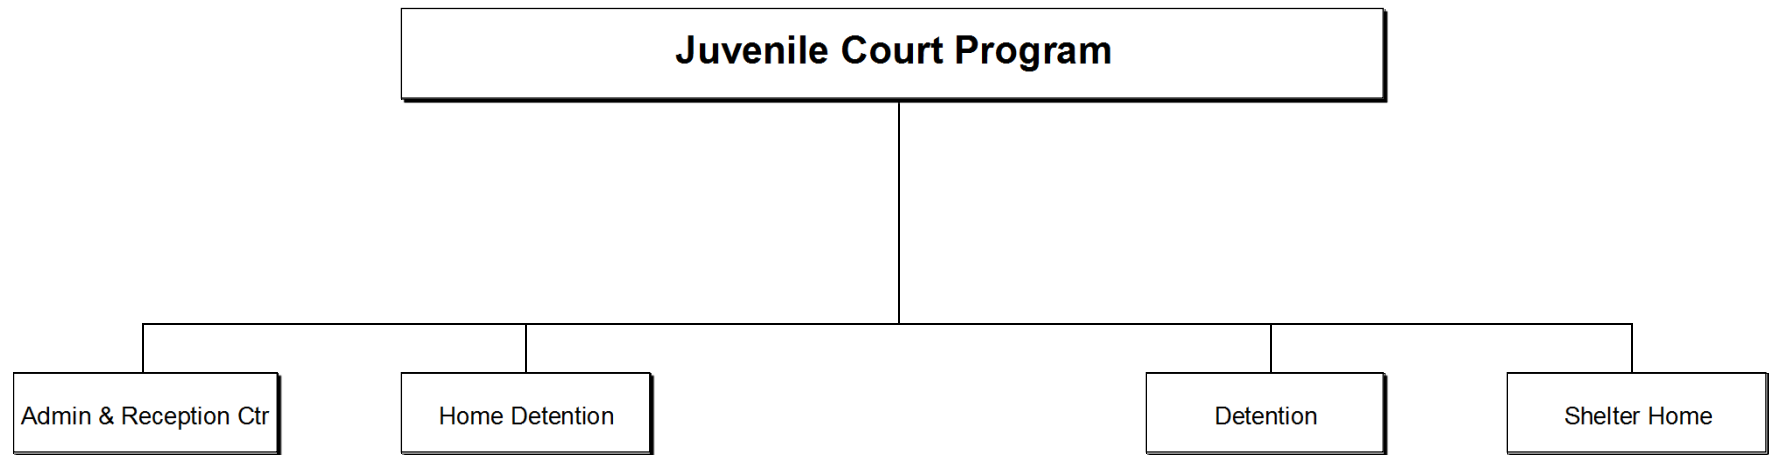 Juvenile Court Program
Admin & Reception Ctr
Home Detention
Detention
Shelter Home